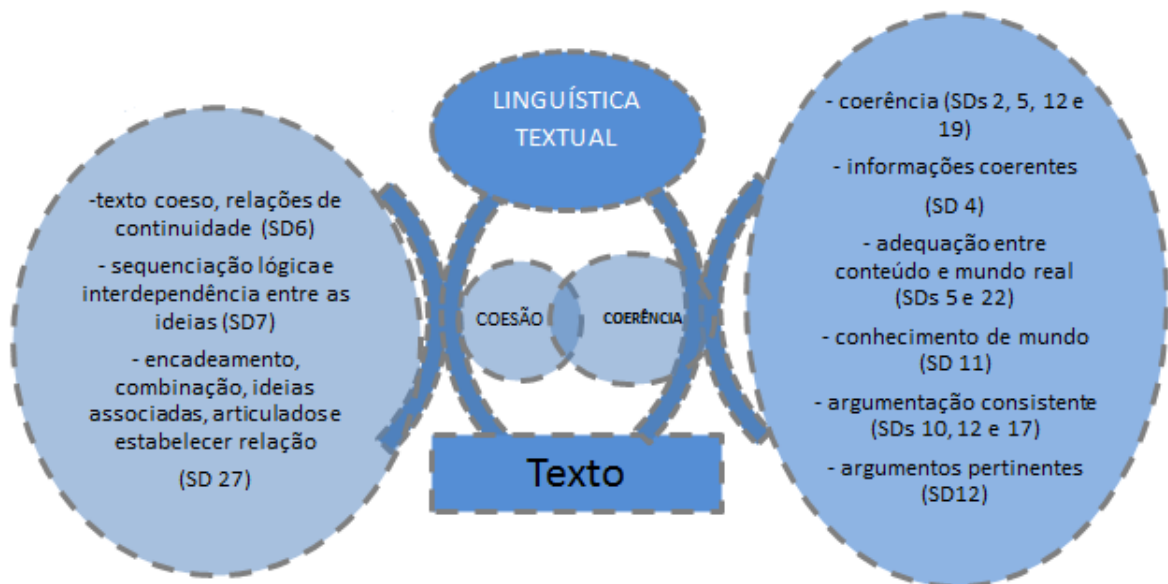 LINGUÍSTICA
TEXTUAL
-texto coeso, relações de
continuidade (SD6)
- sequenciação lógica e
interdependência entre as
ideias (SD7)
- encadeamento,
combinação, ideias
associadas, articulados e
estabelecer relação
(SD 27)
COESÃO
COERÊNCIA
Texto
- coerência (SDs 2, 5, 12 e
19)
- informações coerentes
(SD 4)
- adequação entre
conteúdo e mundo real
(SDs 5 e 22)
- conhecimento de mundo
(SD 11)
- argumentação consistente
(SDs 10, 12 e 17)
- argumentos pertinentes
(SD12)